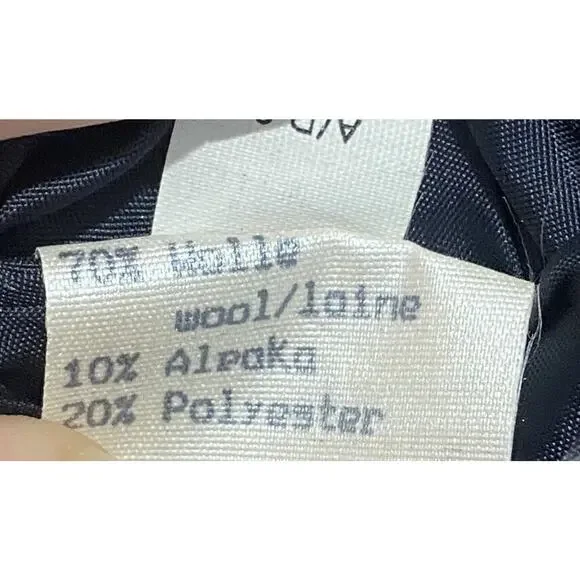 70% Wolle
wool/laine
10% Alpaka
20% Polyester